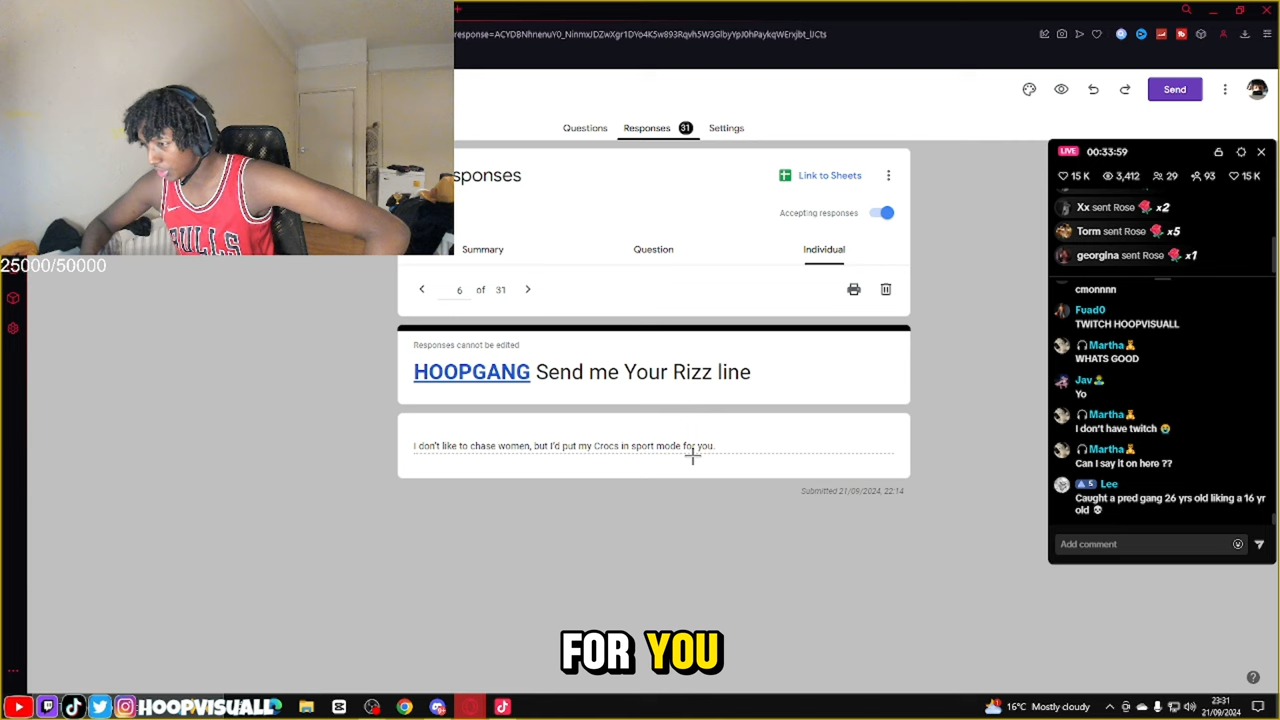 response=ACYDBNhnenuY0_NinmxJDZwXgr1DYo4K5w893Rqvh5W3GlbyYpJ0hPaykqWErxjbt_lJCts
Send
Questions
Responses 31
Settings
sponses
Link to Sheets
Accepting responses
Summary
Question
Individual
6 of 31
Responses cannot be edited
HOOPGANG Send me Your Rizz line
I don't like to chase women, but I'd put my Crocs in sport mode for you.
Submitted 21/09/2024, 22:14
BULLS
25000/50000
LIVE 00:33:59
15 K 3,412 29 93 15 K
Xx sent Rose x2
Torm sent Rose x5
georgina sent Rose x1
cmonnnn
Fuad0
TWITCH HOOPVISUALL
Martha
WHATS GOOD
Jav
Yo
Martha
I don't have twitch
Martha
Can I say it on here ??
5 Lee
Caught a pred gang 26 yrs old liking a 16 yr
old
Add comment
FOR YOU
HOOPVISUALL
16°C Mostly cloudy
23:31
21/09/2024